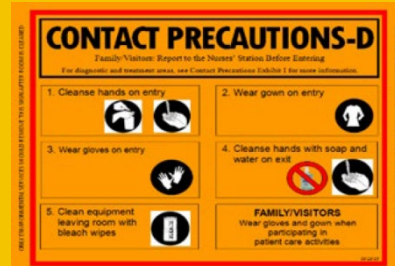 CONTACT PRECAUTIONS-D
Family/Visitors: Report to the Nurses' Station Before Entering
For diagnostic and treatment areas, see Contact Precautions Exhibit 1 for more information.
1. Cleanse hands on entry
2. Wear gown on entry
3. Wear gloves on entry
4. Cleanse hands with soap and
water on exit
5. Clean equipment
leaving room with
bleach wipes
FAMILY/VISITORS
Wear gloves and gown when
participating in
patient care activities